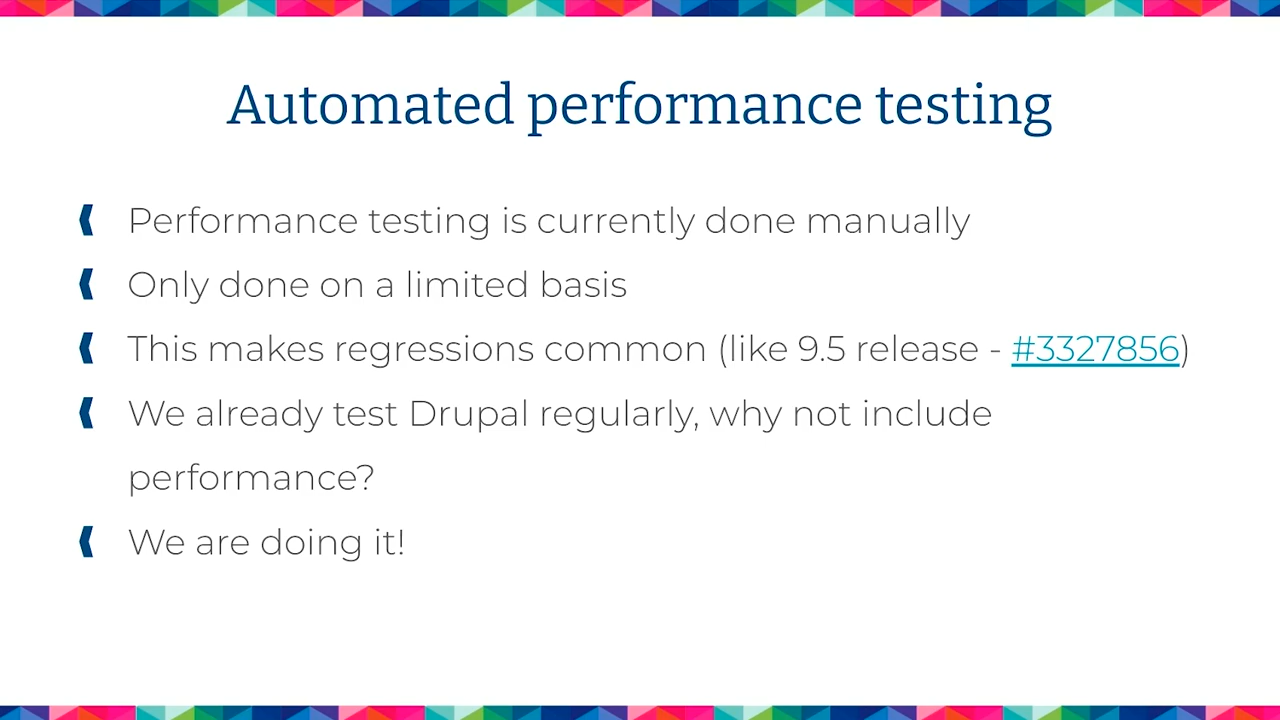 Automated performance testing
Performance testing is currently done manually
Only done on a limited basis
This makes regressions common (like 9.5 release - #3327856)
We already test Drupal regularly, why not include
performance?
We are doing it!